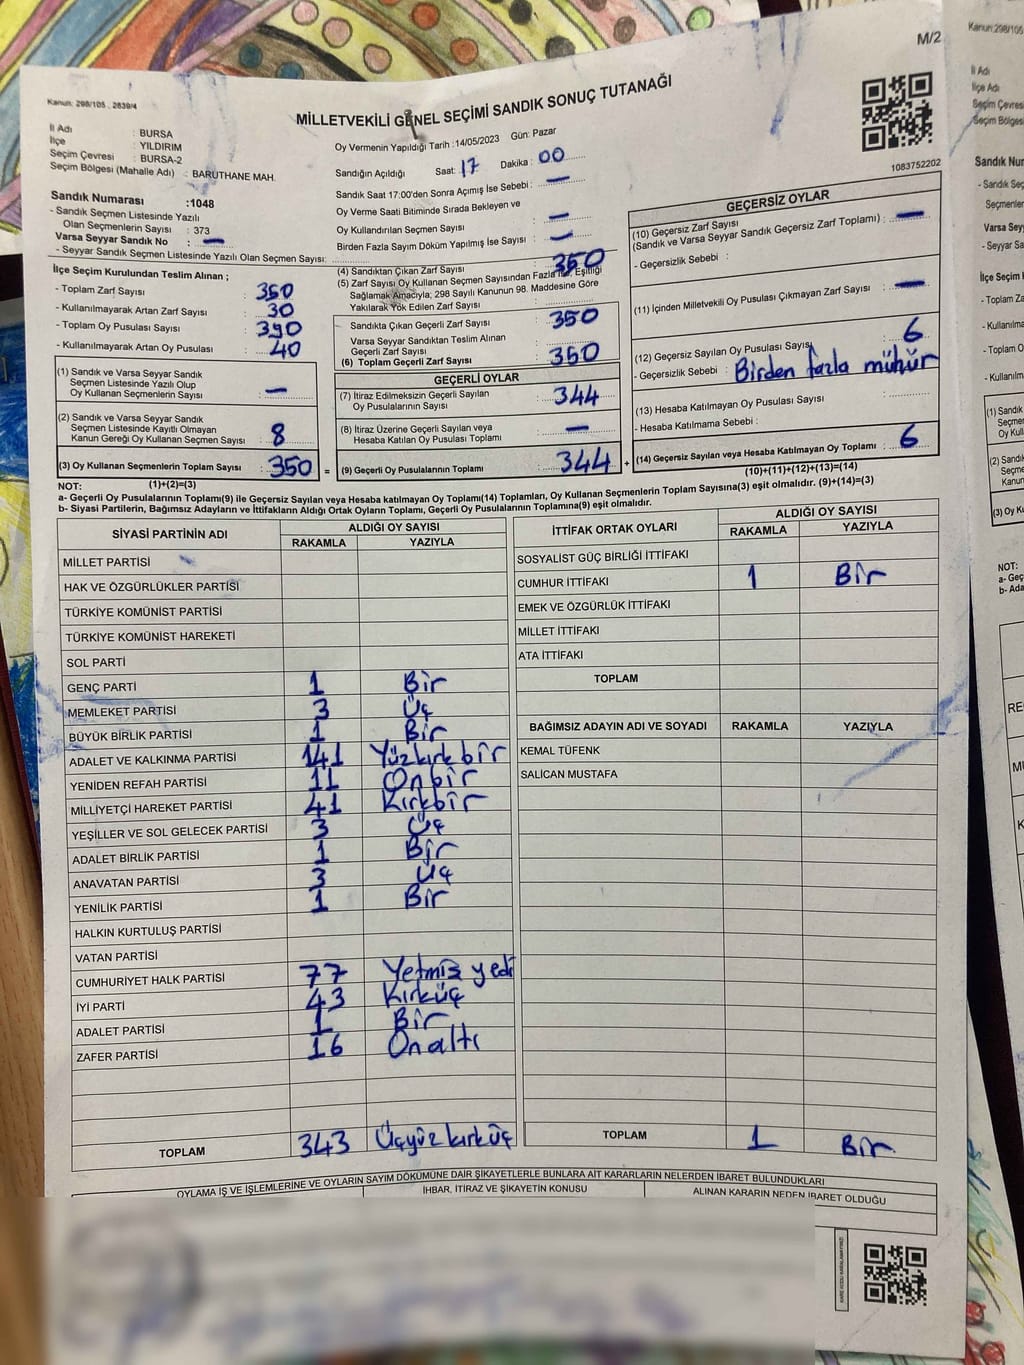 M/2
Kanun: 298/105 , 2839/4
MİLLETVEKİLİ GENEL SEÇİMİ SANDIK SONUÇ TUTANAĞI
İl Adı : BURSA
İlçe : YILDIRIM
Seçim Çevresi : BURSA-2
Seçim Bölgesi (Mahalle Adı) : BARUTHANE MAH.
Sandık Numarası :1048
- Sandık Seçmen Listesinde Yazılı
Olan Seçmenlerin Sayısı : 373
Varsa Seyyar Sandık No : —
- Seyyar Sandık Seçmen Listesinde Yazılı Olan Seçmen Sayısı:
Oy Vermenin Yapıldığı Tarih :14/05/2023 Gün: Pazar
Sandığın Açıldığı Saat: 17 Dakika : 00
Sandık Saat 17:00'den Sonra Açımış İse Sebebi : —
Oy Verme Saati Bitiminde Sırada Bekleyen ve
Oy Kullandırılan Seçmen Sayısı : —
Birden Fazla Sayım Döküm Yapılmış İse Sayısı : —
1083752202
İlçe Seçim Kurulundan Teslim Alınan ;
- Toplam Zarf Sayısı : 380
- Kullanılmayarak Artan Zarf Sayısı : 30
- Toplam Oy Pusulası Sayısı : 390
- Kullanılmayarak Artan Oy Pusulası : 40
(1) Sandık ve Varsa Seyyar Sandık
Seçmen Listesinde Yazılı Olup
Oy Kullanan Seçmenlerin Sayısı : —
(2) Sandık ve Varsa Seyyar Sandık
Seçmen Listesinde Kayıtlı Olmayan
Kanun Gereği Oy Kullanan Seçmen Sayısı : 8
(3) Oy Kullanan Seçmenlerin Toplam Sayısı : 350
(1)+(2)=(3)
(4) Sandıktan Çıkan Zarf Sayısı : 350
(5) Zarf Sayısı Oy Kullanan Seçmen Sayısından Fazla İse, Eşitliği
Sağlamak Amacıyla; 298 Sayılı Kanunun 98. Maddesine Göre
Yakılarak Yok Edilen Zarf Sayısı :
Sandıkta Çıkan Geçerli Zarf Sayısı : 350
Varsa Seyyar Sandıktan Teslim Alınan
Geçerli Zarf Sayısı :
(6) Toplam Geçerli Zarf Sayısı : 350
GEÇERLİ OYLAR
(7) İtiraz Edilmeksizin Geçerli Sayılan
Oy Pusulalarının Sayısı : 344
(8) İtiraz Üzerine Geçerli Sayılan veya
Hesaba Katılan Oy Pusulası Toplamı : —
= (9) Geçerli Oy Pusulalarının Toplamı : 344 +
GEÇERSİZ OYLAR
(10) Geçersiz Zarf Sayısı
(Sandık ve Varsa Seyyar Sandık Geçersiz Zarf Toplamı) : —
- Geçersizlik Sebebi :
(11) İçinden Milletvekili Oy Pusulası Çıkmayan Zarf Sayısı : —
(12) Geçersiz Sayılan Oy Pusulası Sayısı : 6
- Geçersizlik Sebebi : Birden fazla mühür
(13) Hesaba Katılmayan Oy Pusulası Sayısı :
- Hesaba Katılmama Sebebi :
(14) Geçersiz Sayılan veya Hesaba Katılmayan Oy Toplamı : 6
(10)+(11)+(12)+(13)=(14)
NOT:
a- Geçerli Oy Pusulalarının Toplamı(9) ile Geçersiz Sayılan veya Hesaba katılmayan Oy Toplamı(14) Toplamları, Oy Kullanan Seçmenlerin Toplam Sayısına(3) eşit olmalıdır. (9)+(14)=(3)
b- Siyasi Partilerin, Bağımsız Adayların ve İttifakların Aldığı Ortak Oyların Toplamı, Geçerli Oy Pusulalarının Toplamına(9) eşit olmalıdır.
SİYASİ PARTİNİN ADI ALDIĞI OY SAYISI
RAKAMLA YAZIYLA
MİLLET PARTİSİ
HAK VE ÖZGÜRLÜKLER PARTİSİ
TÜRKİYE KOMÜNİST PARTİSİ
TÜRKİYE KOMÜNİST HAREKETİ
SOL PARTİ
GENÇ PARTİ 1 Bir
MEMLEKET PARTİSİ 3 Üç
BÜYÜK BİRLİK PARTİSİ 1 Bir
ADALET VE KALKINMA PARTİSİ 141 Yüzkırkbir
YENİDEN REFAH PARTİSİ 11 Onbir
MİLLİYETÇİ HAREKET PARTİSİ 41 Kırkbir
YEŞİLLER VE SOL GELECEK PARTİSİ 3 Üç
ADALET BİRLİK PARTİSİ 1 Bir
ANAVATAN PARTİSİ 3 Üç
YENİLİK PARTİSİ 1 Bir
HALKIN KURTULUŞ PARTİSİ
VATAN PARTİSİ
CUMHURİYET HALK PARTİSİ 77 Yetmiş yedi
İYİ PARTİ 43 Kırküç
ADALET PARTİSİ 1 Bir
ZAFER PARTİSİ 16 Onaltı
TOPLAM 343 Üçyüzkırküç
İTTİFAK ORTAK OYLARI ALDIĞI OY SAYISI
RAKAMLA YAZIYLA
SOSYALİST GÜÇ BİRLİĞİ İTTİFAKI
CUMHUR İTTİFAKI 1 Bir
EMEK VE ÖZGÜRLÜK İTTİFAKI
MİLLET İTTİFAKI
ATA İTTİFAKI
TOPLAM
BAĞIMSIZ ADAYIN ADI VE SOYADI RAKAMLA YAZIYLA
KEMAL TÜFENK
SALİCAN MUSTAFA
TOPLAM 1 Bir
OYLAMA İŞ VE İŞLEMLERİNE VE OYLARIN SAYIM DÖKÜMÜNE DAİR ŞİKAYETLERLE BUNLARA AİT KARARLARIN NELERDEN İBARET BULUNDUKLARI
İHBAR, İTİRAZ VE ŞİKAYETİN KONUSU ALINAN KARARIN NEDEN İBARET OLDUĞU
Kanun:298/105
İl Adı
İlçe Adı
Seçim Çevresi
Seçim Bölgesi
Sandık Num